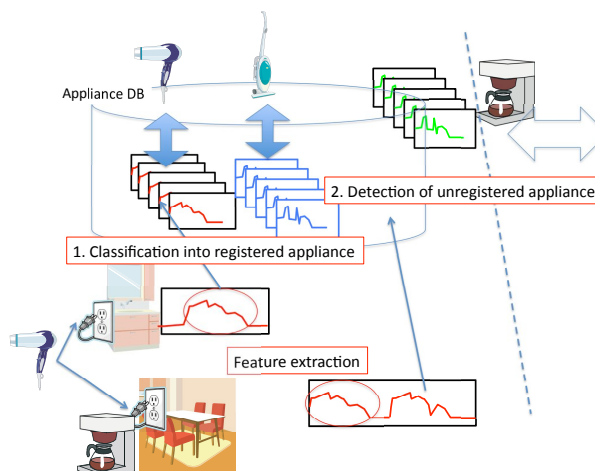 Appliance DB
2. Detection of unregistered appliance
1. Classification into registered appliance
Feature extraction